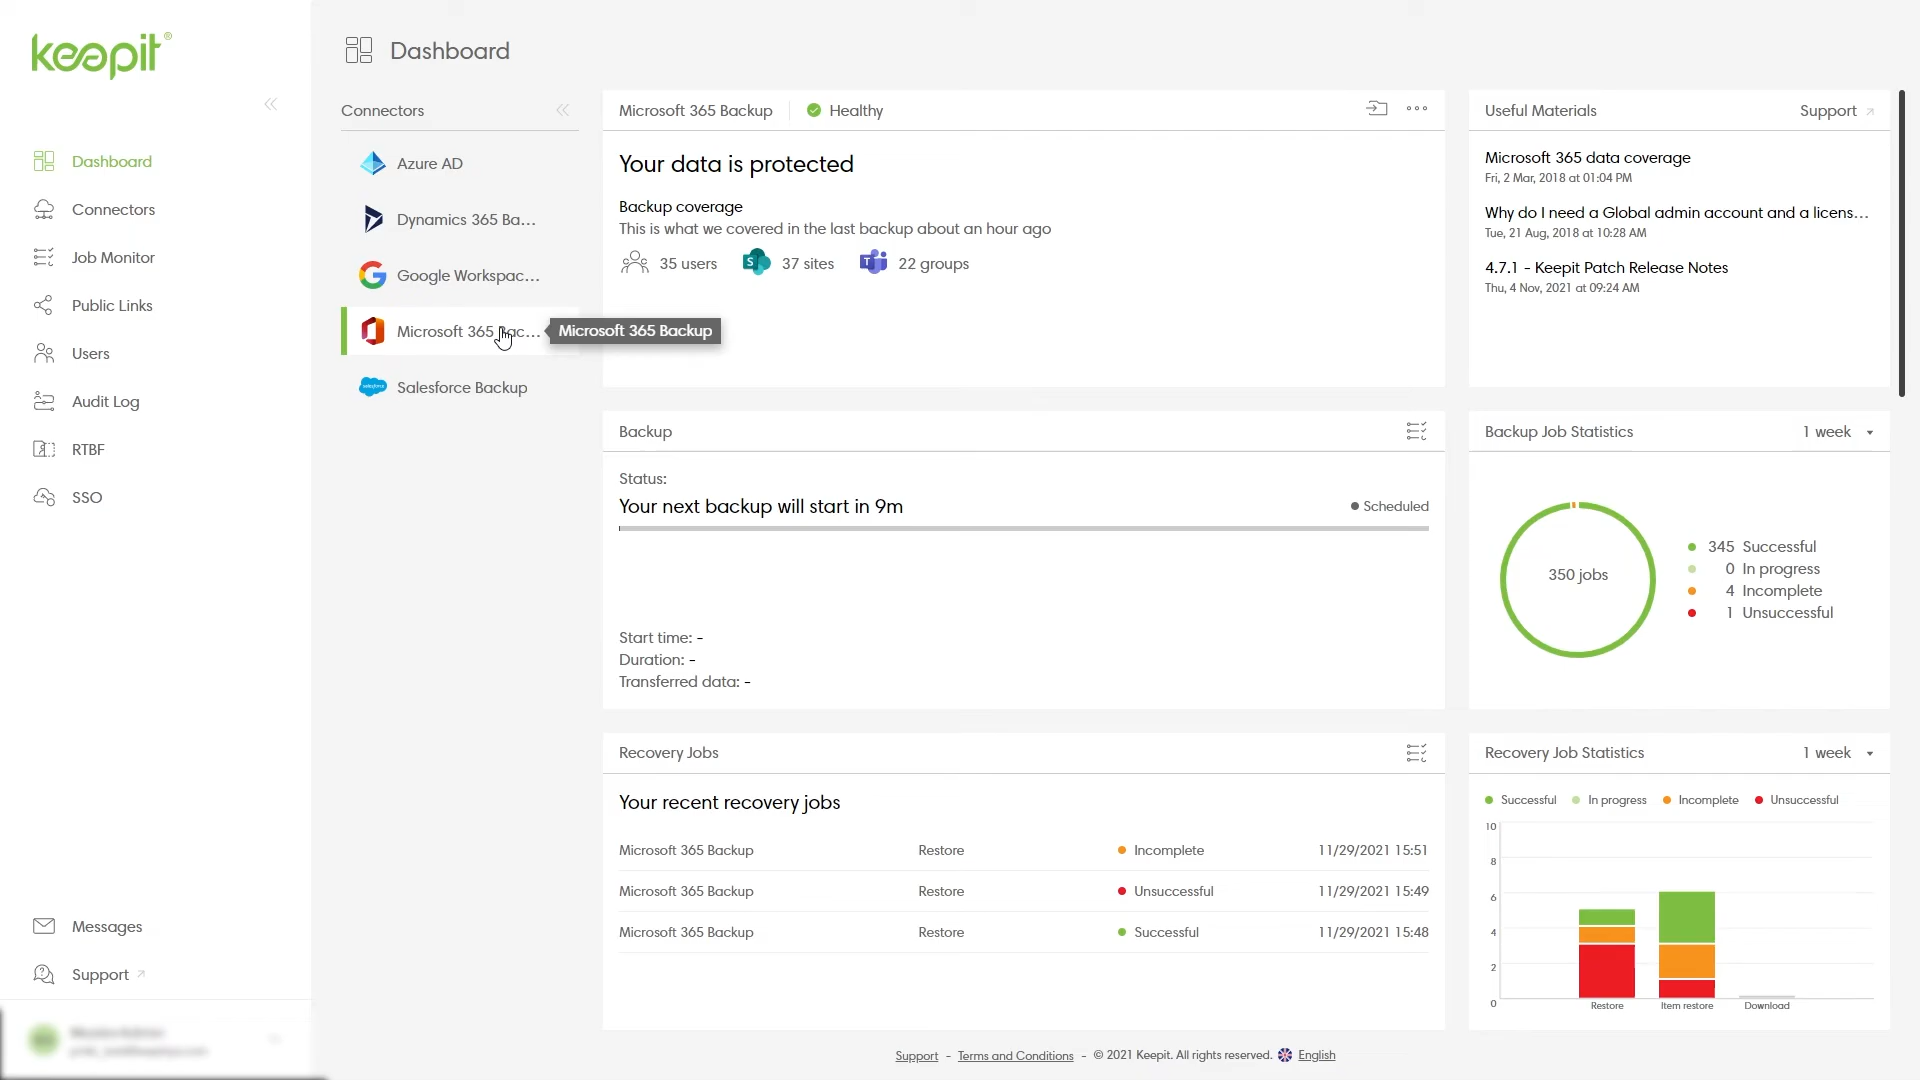 keepit®
Dashboard
Connectors
Job Monitor
Public Links
Users
Audit Log
RTBF
SSO
Messages
Support
Dashboard
Connectors
Azure AD
Dynamics 365 Ba...
Google Workspac...
Microsoft 365 Bac...
Microsoft 365 Backup
salesforce
Salesforce Backup
Microsoft 365 Backup
Healthy
Your data is protected
Backup coverage
This is what we covered in the last backup about an hour ago
35 users
S
37 sites
T
22 groups
Useful Materials
Support
Microsoft 365 data coverage
Fri, 2 Mar, 2018 at 01:04 PM
Why do I need a Global admin account and a licens...
Tue, 21 Aug, 2018 at 10:28 AM
4.7.1 - Keepit Patch Release Notes
Thu, 4 Nov, 2021 at 09:24 AM
Backup
Status:
Your next backup will start in 9m
Scheduled
Start time: -
Duration: -
Transferred data: -
Backup Job Statistics
1 week
350 jobs
345 Successful
0 In progress
4 Incomplete
1 Unsuccessful
Recovery Jobs
Your recent recovery jobs
Microsoft 365 Backup Restore Incomplete 11/29/2021 15:51
Microsoft 365 Backup Restore Unsuccessful 11/29/2021 15:49
Microsoft 365 Backup Restore Successful 11/29/2021 15:48
Recovery Job Statistics
1 week
Successful In progress Incomplete Unsuccessful
10
8
6
4
2
0
Restore Item restore Download
Support - Terms and Conditions - © 2021 Keepit. All rights reserved. English